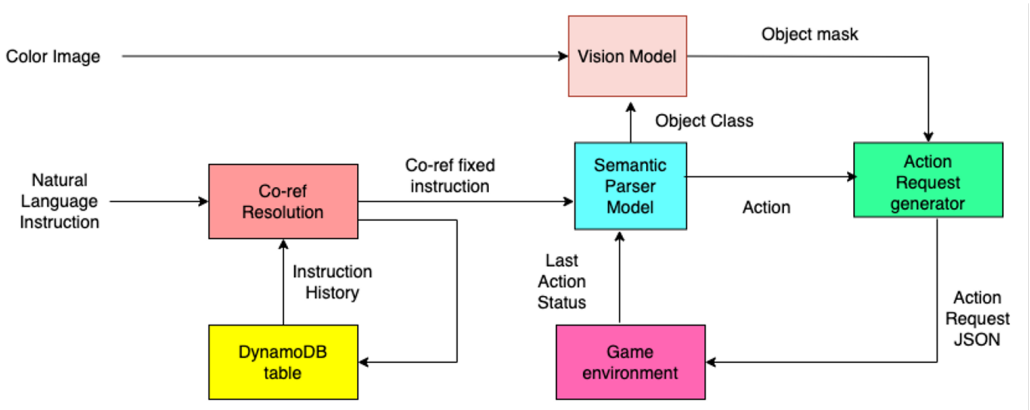 Color Image
Vision Model
Object mask
Object Class
Natural
Language
Instruction
Co-ref
Resolution
Co-ref fixed
instruction
Semantic
Parser
Model
Action
Action
Request
generator
Instruction
History
Last
Action
Status
Action
Request
JSON
DynamoDB
table
Game
environment